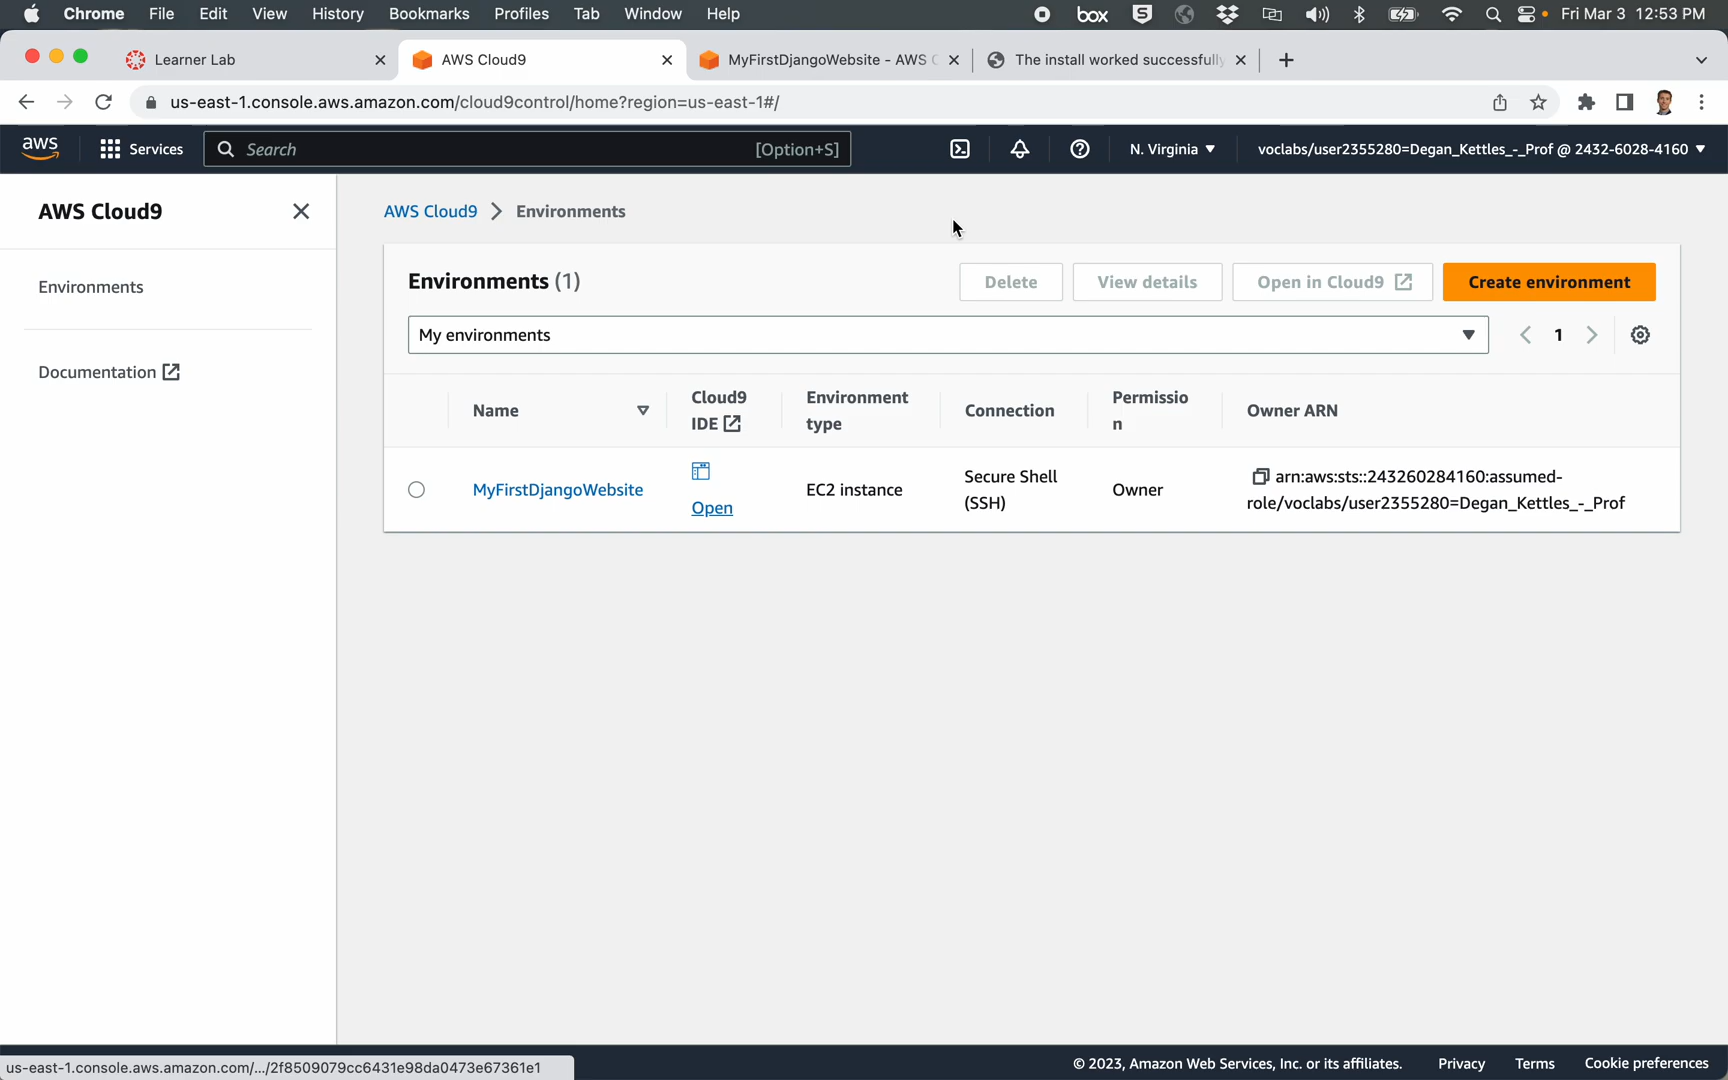 Chrome File Edit View History Bookmarks Profiles Tab Window Help box S Fri Mar 3 12:53 PM
Learner Lab AWS Cloud9 MyFirstDjangoWebsite - AWS C The install worked successfully
us-east-1.console.aws.amazon.com/cloud9control/home?region=us-east-1#/
aws Services Search [Option+S] N. Virginia voclabs/user2355280=Degan_Kettles_-_Prof @ 2432-6028-4160
AWS Cloud9
Environments
Documentation
AWS Cloud9 Environments
Environments (1) Delete View details Open in Cloud9 Create environment
My environments 1
Name Cloud9 Environment Connection Permissio Owner ARN
IDE type n
MyFirstDjangoWebsite Open EC2 instance Secure Shell Owner arn:aws:sts::243260284160:assumed-
(SSH) role/voclabs/user2355280=Degan_Kettles_-_Prof
us-east-1.console.aws.amazon.com/.../2f8509079cc6431e98da0473e67361e1
© 2023, Amazon Web Services, Inc. or its affiliates. Privacy Terms Cookie preferences